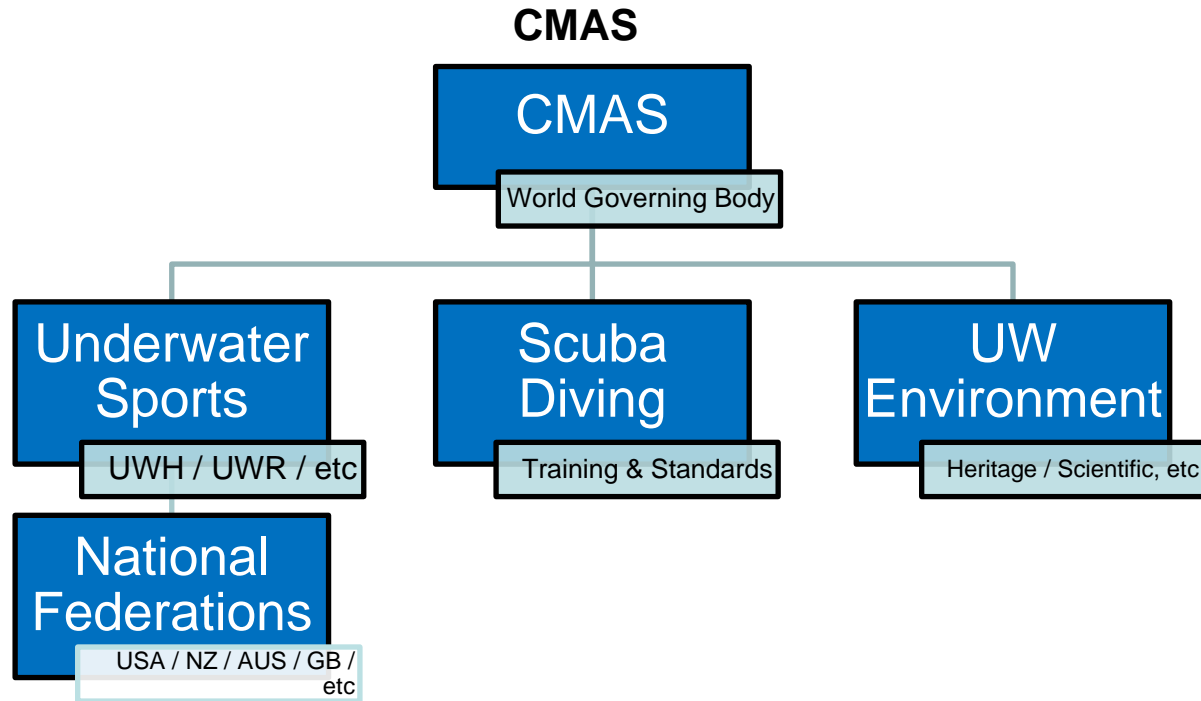 CMAS
CMAS
World Governing Body
Underwater
Sports
UWH / UWR / etc
Scuba
Diving
Training & Standards
UW
Environment
Heritage / Scientific, etc
National
Federations
USA / NZ / AUS / GB /
etc